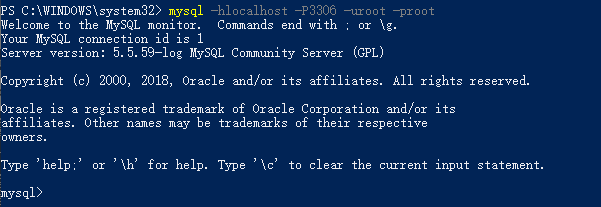 PS C:\WINDOWS\system32> mysql -hlocalhost -P3306 -uroot -proot
Welcome to the MySQL monitor.  Commands end with ; or \g.
Your MySQL connection id is 1
Server version: 5.5.59-log MySQL Community Server (GPL)
Copyright (c) 2000, 2018, Oracle and/or its affiliates. All rights reserved.
Oracle is a registered trademark of Oracle Corporation and/or its
affiliates. Other names may be trademarks of their respective
owners.
Type 'help;' or '\h' for help. Type '\c' to clear the current input statement.
mysql>